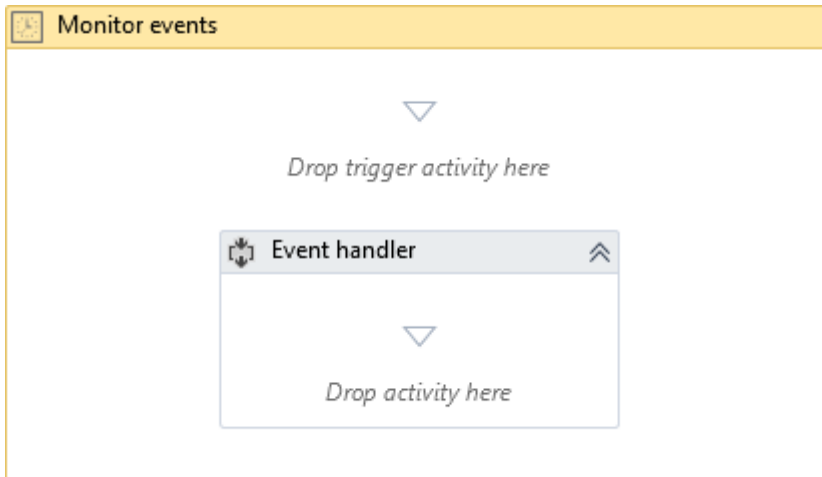 Monitor events
Drop trigger activity here
Event handler
Drop activity here